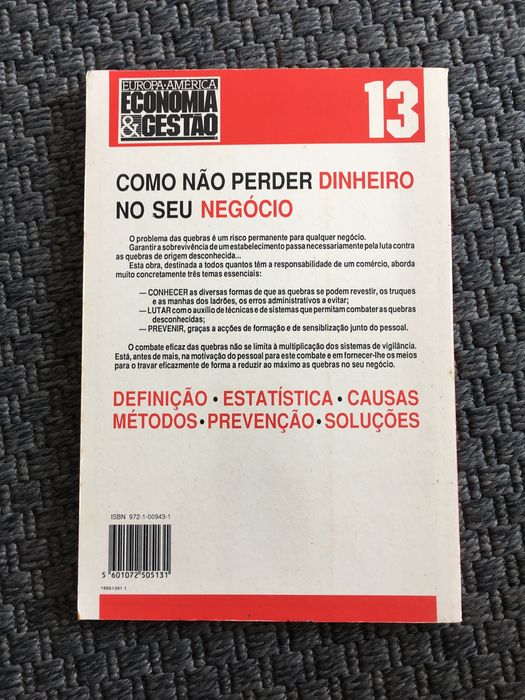 EUROPA-AMÉRICA
ECONOMIA
&GESTÃO
13
COMO NÃO PERDER DINHEIRO
NO SEU NEGÓCIO
O problema das quebras é um risco permanente para qualquer negócio.
Garantir a sobrevivência de um estabelecimento passa necessariamente pela luta contra
as quebras de origem desconhecida...
Esta obra, destinada a todos quantos têm a responsabilidade de um comércio, aborda
muito concretamente três temas essenciais:
— CONHECER as diversas formas de que as quebras se podem revestir, os truques
e as manhas dos ladrões, os erros administrativos a evitar;
— LUTAR com o auxílio de técnicas e de sistemas que permitam combater as quebras
desconhecidas;
— PREVENIR, graças a acções de formação e de sensiblização junto do pessoal.
O combate eficaz das quebras não se limita à multiplicação dos sistemas de vigilância.
Está, antes de mais, na motivação do pessoal para este combate e em fornecer-lhe os meios
para o travar eficazmente de forma a reduzir ao máximo as quebras no seu negócio.
DEFINIÇÃO • ESTATÍSTICA • CAUSAS
MÉTODOS • PREVENÇÃO • SOLUÇÕES
ISBN 972-1-00943-1
5 601072 505131